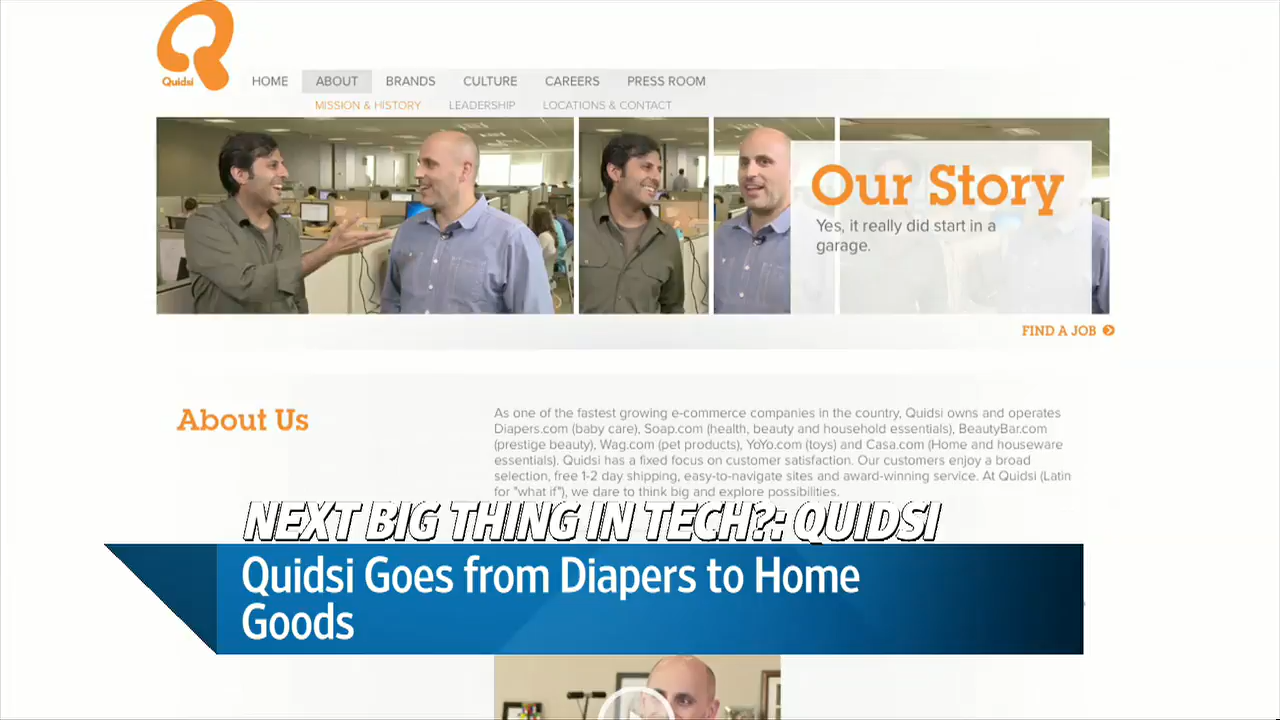 Quidsi
HOME ABOUT BRANDS CULTURE CAREERS PRESS ROOM
MISSION & HISTORY LEADERSHIP LOCATIONS & CONTACT
Our Story
Yes, it really did start in a
garage.
FIND A JOB
About Us
As one of the fastest growing e-commerce companies in the country, Quidsi owns and operates
Diapers.com (baby care), Soap.com (health, beauty and household essentials), BeautyBar.com
(prestige beauty), Wag.com (pet products), YoYo.com (toys) and Casa.com (Home and houseware
essentials). Quidsi has a fixed focus on customer satisfaction. Our customers enjoy a broad
selection, free 1-2 day shipping, easy-to-navigate sites and award-winning service. At Quidsi (Latin
for "what if"), we dare to think big and explore possibilities.
NEXT BIG THING IN TECH?: QUIDSI
Quidsi Goes from Diapers to Home
Goods